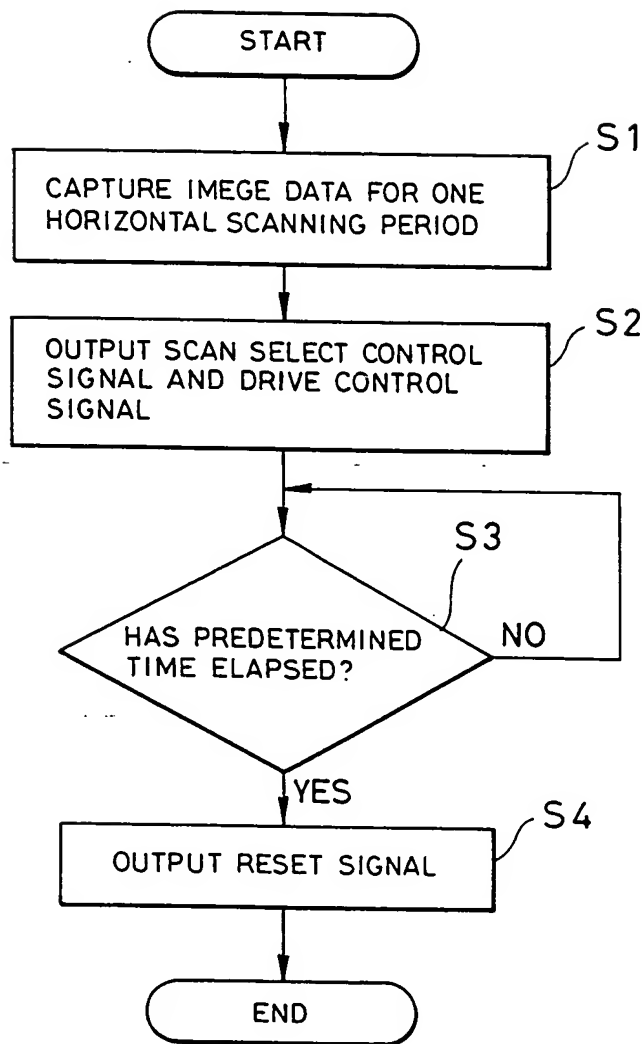 START
S1
CAPTURE IMEGE DATA FOR ONE
HORIZONTAL SCANNING PERIOD
S2
OUTPUT SCAN SELECT CONTROL
SIGNAL AND DRIVE CONTROL
SIGNAL
S3
HAS PREDETERMINED
TIME ELAPSED?
NO
YES
S4
OUTPUT RESET SIGNAL
END